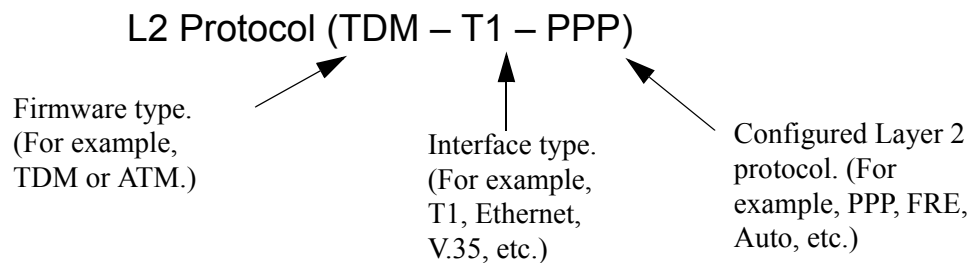 L2 Protocol (TDM – T1 – PPP)
Firmware type.
(For example,
TDM or ATM.)
Interface type.
(For example,
T1, Ethernet,
V.35, etc.)
Configured Layer 2
protocol. (For
example, PPP, FRE,
Auto, etc.)